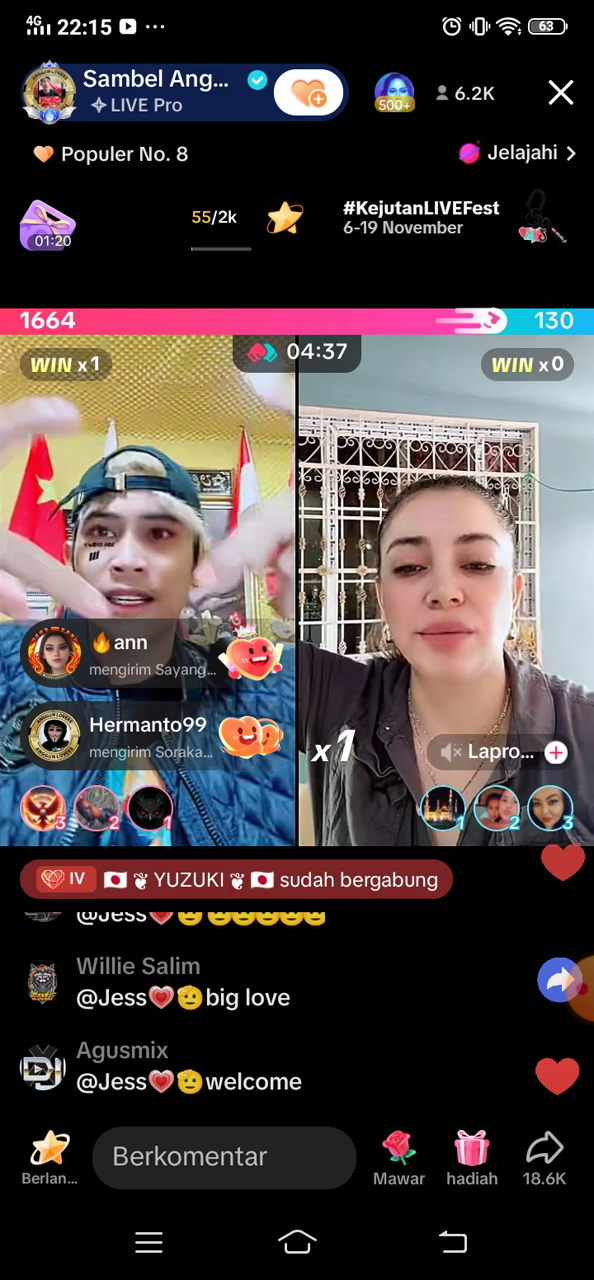 4G 22:15 ...
63
Sambel Ang...
LIVE Pro
500+
6.2K
Populer No. 8
Jelajahi
01:20
55/2k
#KejutanLIVEFest
6-19 November
1664
130
WIN x1
04:37
WIN x0
🔥ann
mengirim Sayang...
Hermanto99
mengirim Soraka...
x1
Lapro...
3
2
1
1
2
3
IV 🇯🇵 ❦ YUZUKI ❦ 🇯🇵 sudah bergabung
@Jess💗🫡🫡🫡🫡🫡🫡
Willie Salim
@Jess💗🫡big love
Agusmix
@Jess💗🫡welcome
Berlan...
Berkomentar
Mawar
hadiah
18.6K